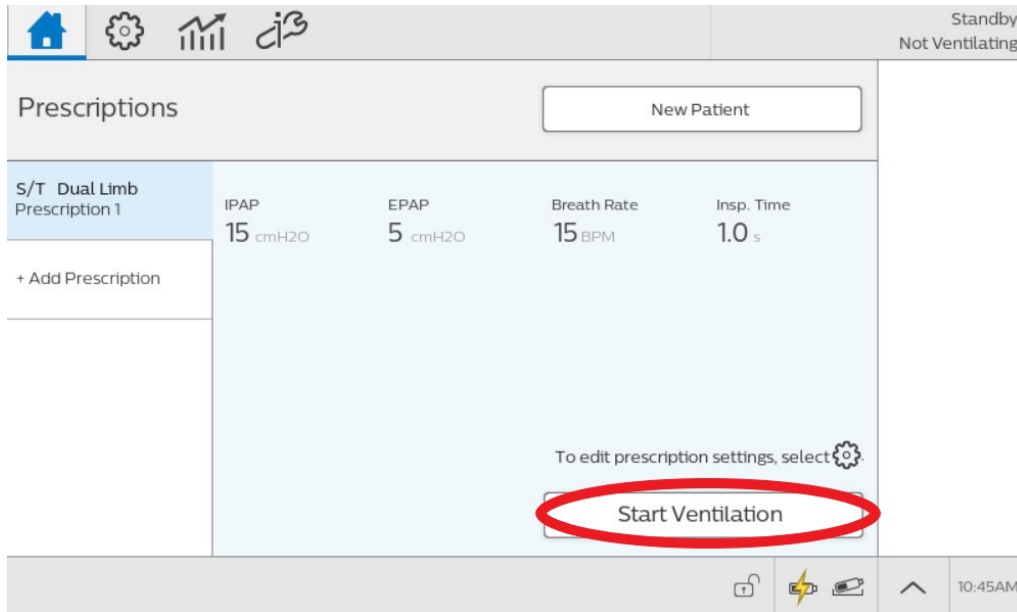 Standby
Not Ventilating
Prescriptions
New Patient
S/T Dual Limb
Prescription 1
+ Add Prescription
IPAP
15 cmH2O
EPAP
5 cmH2O
Breath Rate
15 BPM
Insp. Time
1.0 s
To edit prescription settings, select .
Start Ventilation
10:45AM